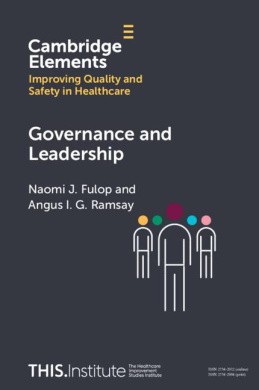 Cambridge
Elements
Improving Quality and
Safety in Healthcare
Governance and
Leadership
Naomi J. Fulop and
Angus I. G. Ramsay
THIS.Institute
The Healthcare
Improvement
Studies Institute